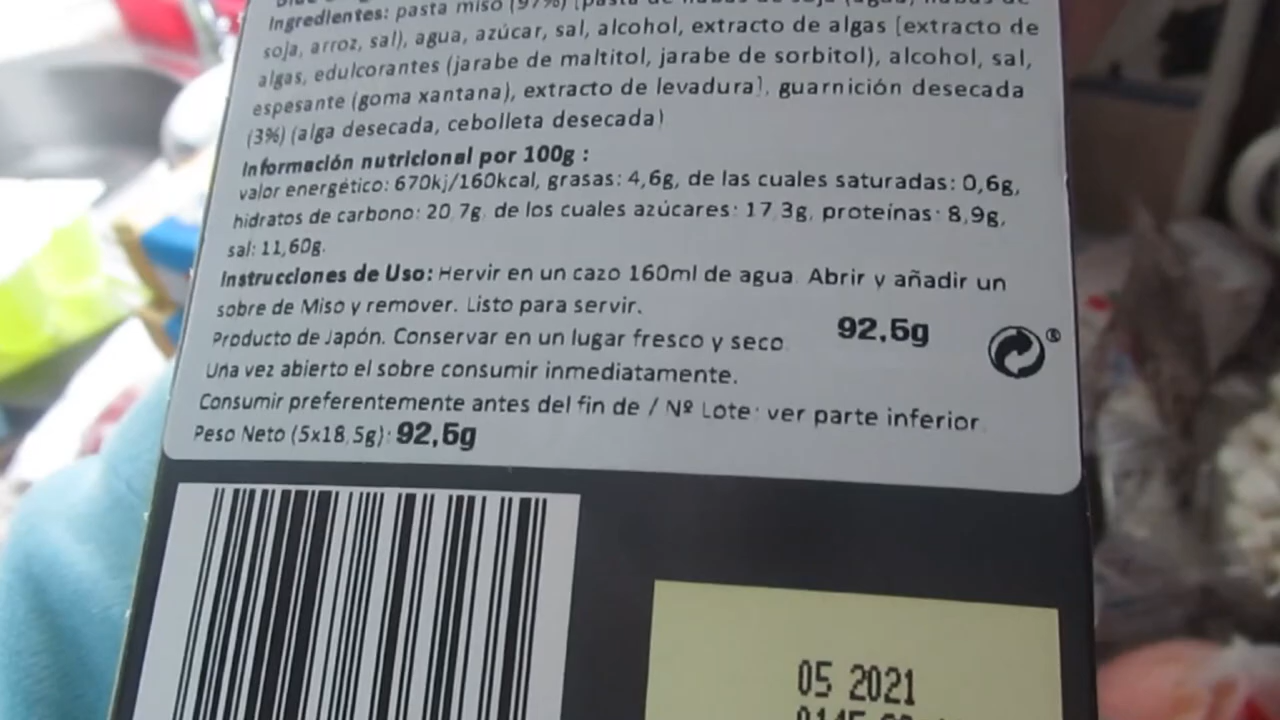 Ingredientes: pasta miso (97%) [pasta de habas de soja (agua, habas de
soja, arroz, sal), agua, azúcar, sal, alcohol, extracto de algas [extracto de
algas, edulcorantes (jarabe de maltitol, jarabe de sorbitol), alcohol, sal,
espesante (goma xantana), extracto de levadura], guarnición desecada
(3%) (alga desecada, cebolleta desecada)
Información nutricional por 100g :
valor energético: 670kj/160kcal, grasas: 4,6g, de las cuales saturadas: 0,6g,
hidratos de carbono: 20,7g, de los cuales azúcares: 17,3g, proteínas: 8,9g,
sal: 11,60g.
Instrucciones de Uso: Hervir en un cazo 160ml de agua. Abrir y añadir un
sobre de Miso y remover. Listo para servir.
Producto de Japón. Conservar en un lugar fresco y seco.
92,5g
®
Una vez abierto el sobre consumir inmediatamente.
Consumir preferentemente antes del fin de / Nº Lote: ver parte inferior.
Peso Neto (5x18,5g): 92,5g
05 2021